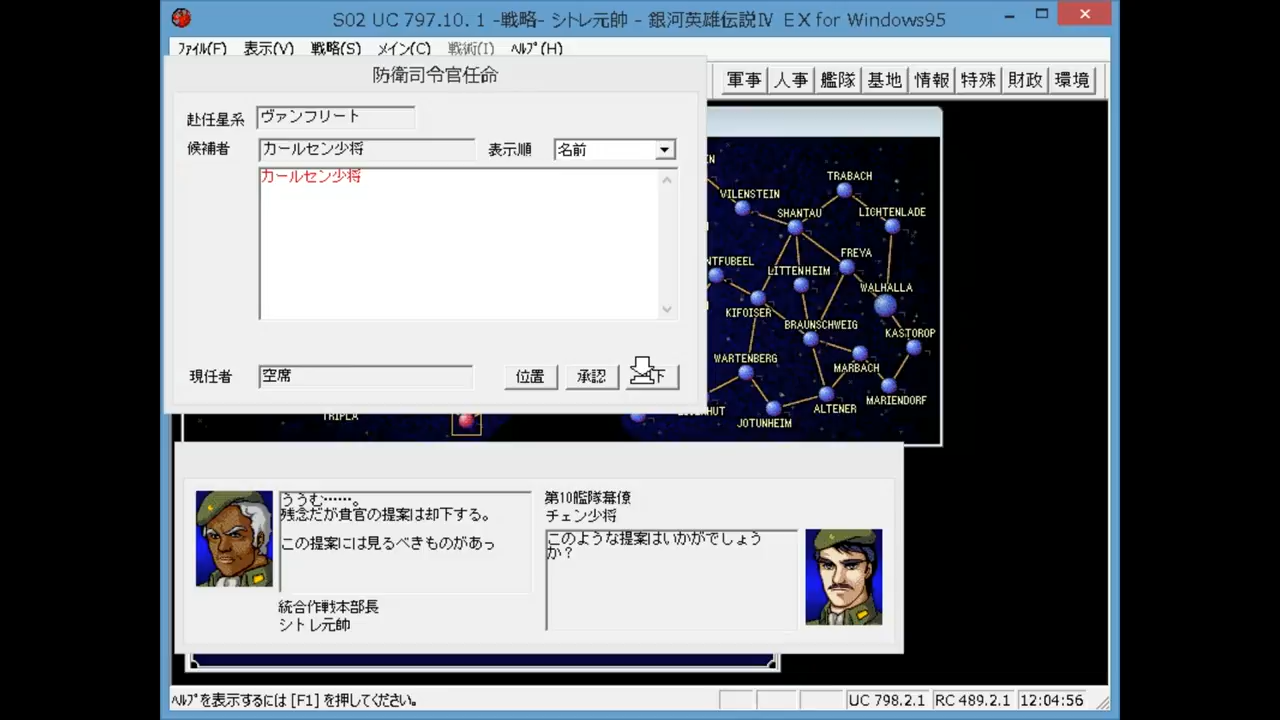 S02 UC 797.10. 1 -戦略- シトレ元帥 - 銀河英雄伝説Ⅳ EX for Windows95
ﾌｧｲﾙ(F) 表示(V) 戦略(S) メイン(C) 戦術(I) ﾍﾙﾌﾟ(H)
防衛司令官任命
軍事 人事 艦隊 基地 情報 特殊 財政 環境
赴任星系 ヴァンフリート
候補者 カールセン少将 表示順 名前
カールセン少将
現任者 空席 位置 承認 下
TRABACH
VILENSTEIN
SHANTAU
LICHTENLADE
FREYA
NTFUBEEL
LITTENHEIM
WALHALLA
KIFOISER
BRAUNSCHWEIG
KASTOROP
WARTENBERG
MARBACH
MARIENDORF
ALTENER
JOTUNHEIM
TRIPLA
ううむ……。
残念だが貴官の提案は却下する。
この提案には見るべきものがあっ
統合作戦本部長
シトレ元帥
第10艦隊幕僚
チェン少将
このような提案はいかがでしょう
か？
ﾍﾙﾌﾟを表示するには [F1] を押してください。
UC 798.2.1 RC 489.2.1 12:04:56